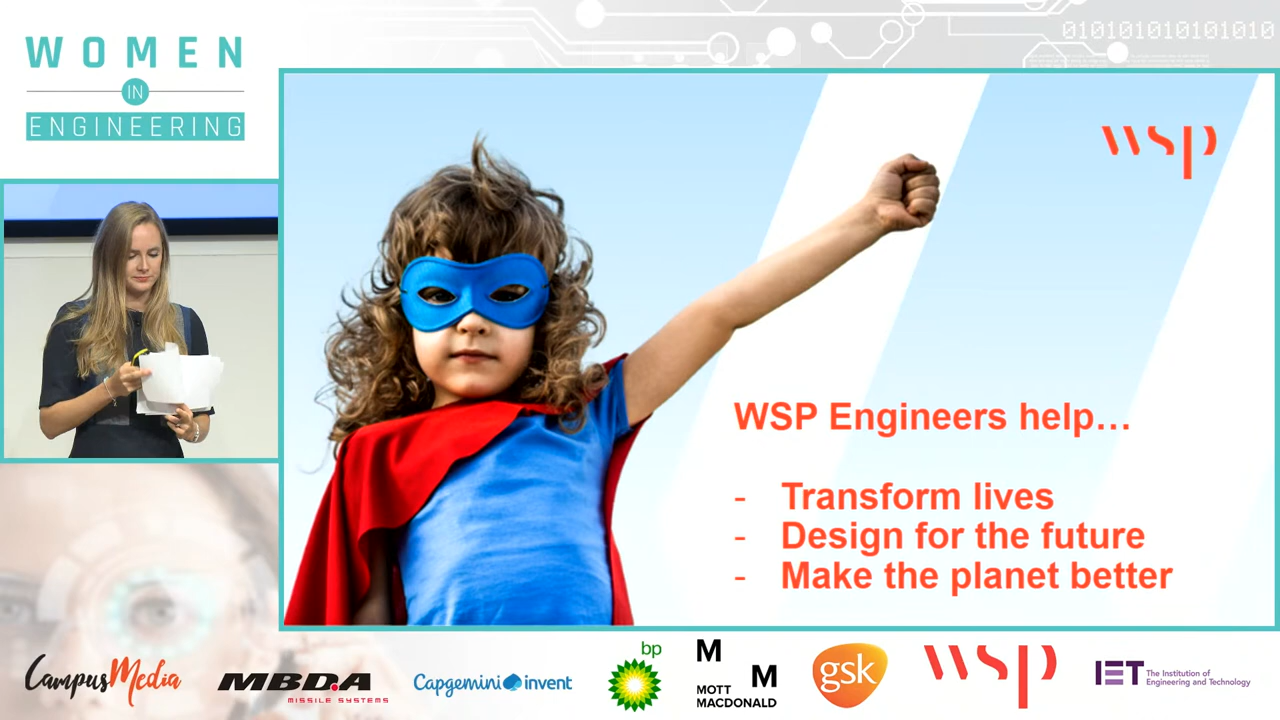 WOMEN
IN
ENGINEERING
010101010101010
wsp
WSP Engineers help...
- Transform lives
- Design for the future
- Make the planet better
CampusMedia
MBDA
MISSILE SYSTEMS
Capgemini invent
bp
M
M
MOTT
MACDONALD
gsk
wsp
IET
The Institution of
Engineering and Technology